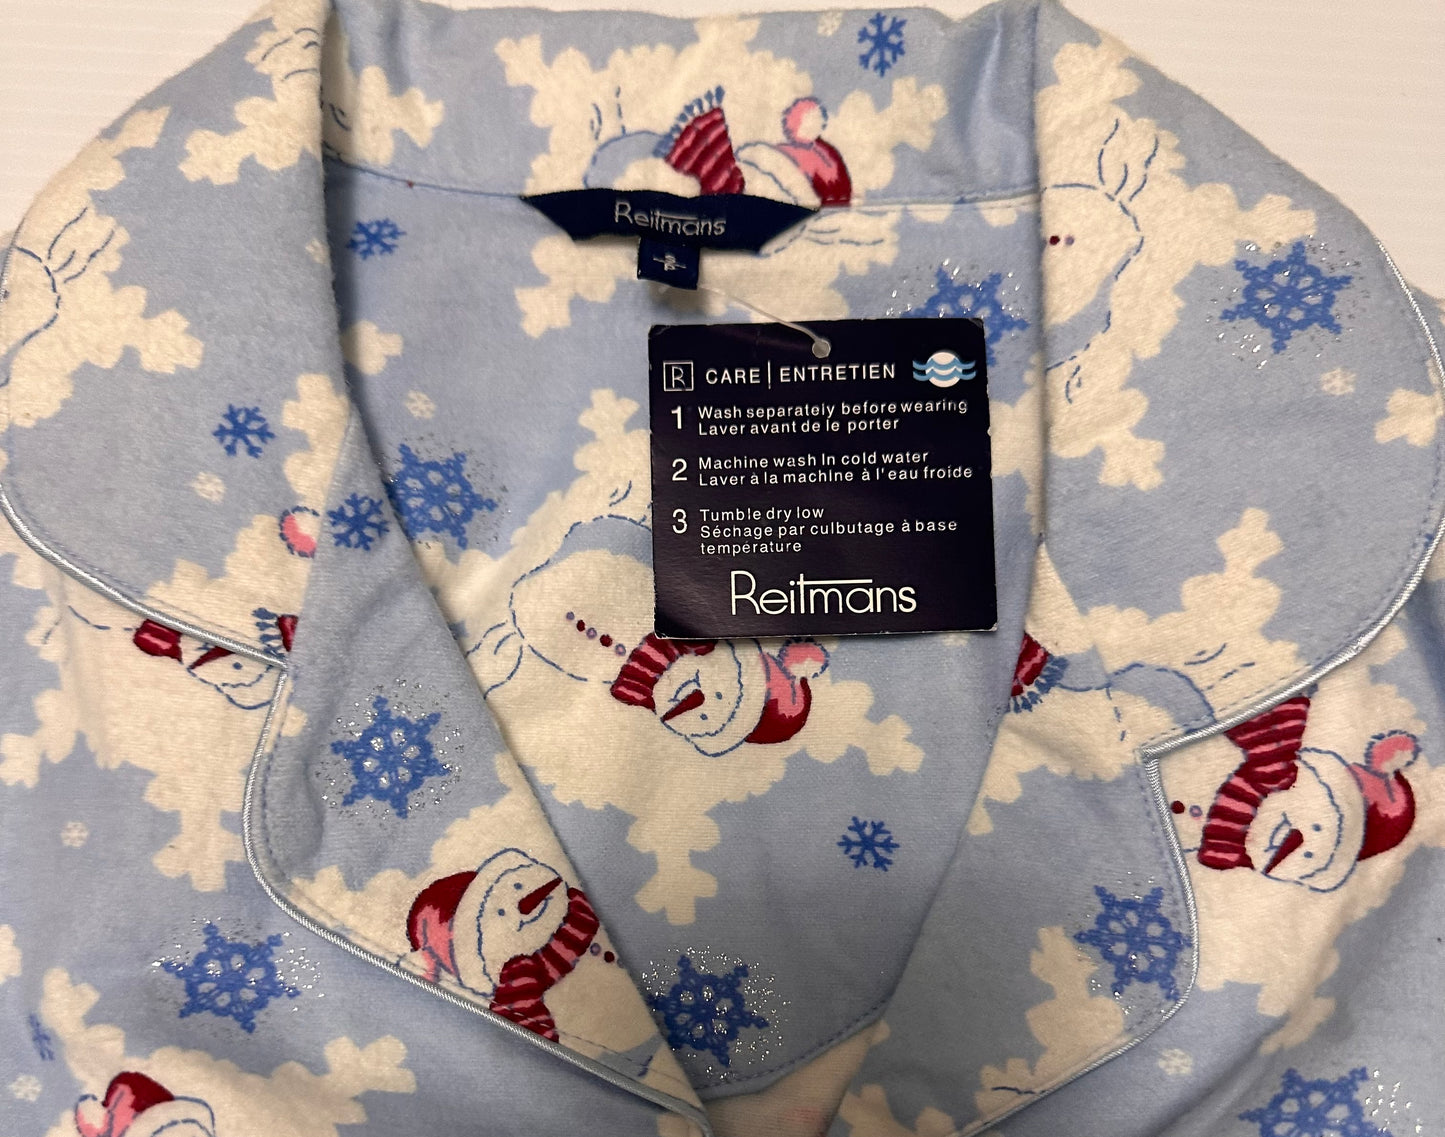 Reitmans
S
P
R CARE | ENTRETIEN
1 Wash separately before wearing
Laver avant de le porter
2 Machine wash In cold water
Laver à la machine à l'eau froide
3 Tumble dry low
Séchage par culbutage à base
température
Reitmans